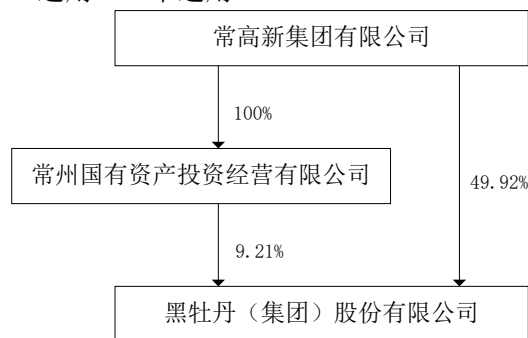 常高新集团有限公司
100%
常州国有资产投资经营有限公司
49.92%
9.21%
黑牡丹（集团）股份有限公司